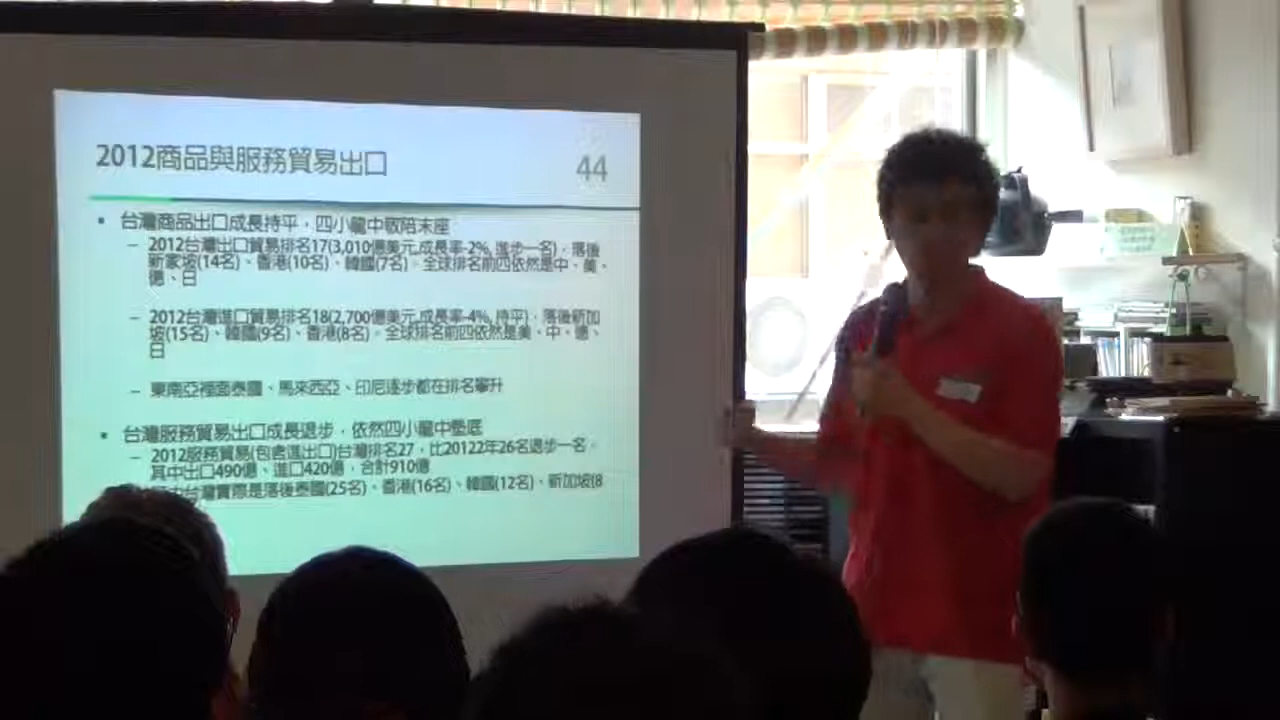 2012商品與服務貿易出口
44
• 台灣商品出口成長持平，四小龍中敬陪末座
– 2012台灣出口貿易排名17(3,010億美元,成長率-2%, 進步一名)，落後
新家坡(14名)、香港(10名)、韓國(7名)。全球排名前四依然是中、美、
德、日
– 2012台灣進口貿易排名18(2,700億美元,成長率-4%, 持平)，落後新加
坡(15名)、韓國(9名)、香港(8名)。全球排名前四依然是美、中、德、
日
– 東南亞裡面泰國、馬來西亞、印尼逐步都在排名攀升
• 台灣服務貿易出口成長退步，依然四小龍中墊底
– 2012服務貿易(包含進出口)台灣排名27，比20122年26名退步一名，
其中出口490億、進口420億，合計910億
台灣實際是落後泰國(25名)、香港(16名)、韓國(12名)、新加坡(8